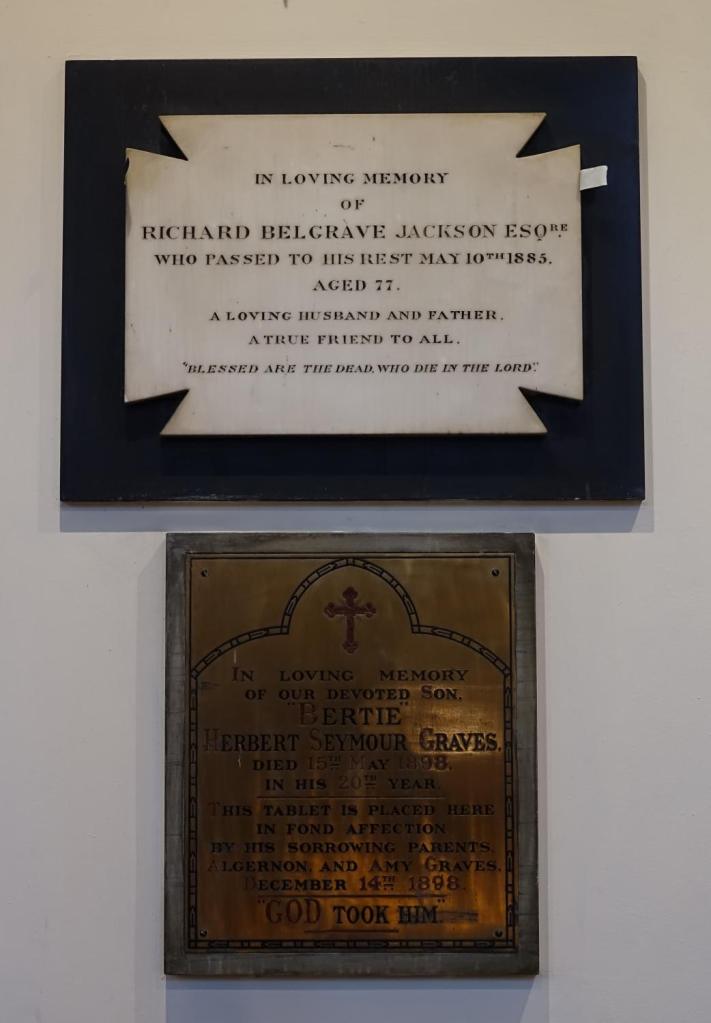 IN LOVING MEMORY
OF
RICHARD BELGRAVE JACKSON ESQRE.
WHO PASSED TO HIS REST MAY 10TH 1885.
AGED 77.
A LOVING HUSBAND AND FATHER.
A TRUE FRIEND TO ALL.
"BLESSED ARE THE DEAD, WHO DIE IN THE LORD".
IN LOVING MEMORY
OF OUR DEVOTED SON,
"BERTIE"
HERBERT SEYMOUR GRAVES,
DIED 15TH MAY 1898,
IN HIS 20TH YEAR.
THIS TABLET IS PLACED HERE
IN FOND AFFECTION
BY HIS SORROWING PARENTS,
ALGERNON, AND AMY GRAVES,
DECEMBER 14TH 1898.
"GOD TOOK HIM."